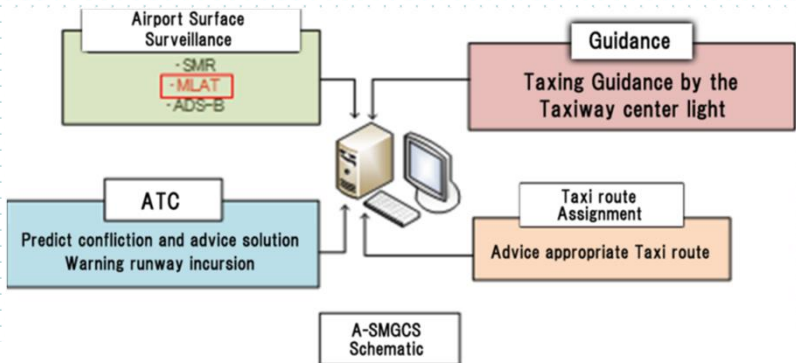 Airport Surface
Surveillance
-SMR
-MLAT
-ADS-B
Guidance
Taxing Guidance by the
Taxiway center light
ATC
Predict confliction and advice solution
Warning runway incursion
Taxi route
Assignment
Advice appropriate Taxi route
A-SMGCS
Schematic